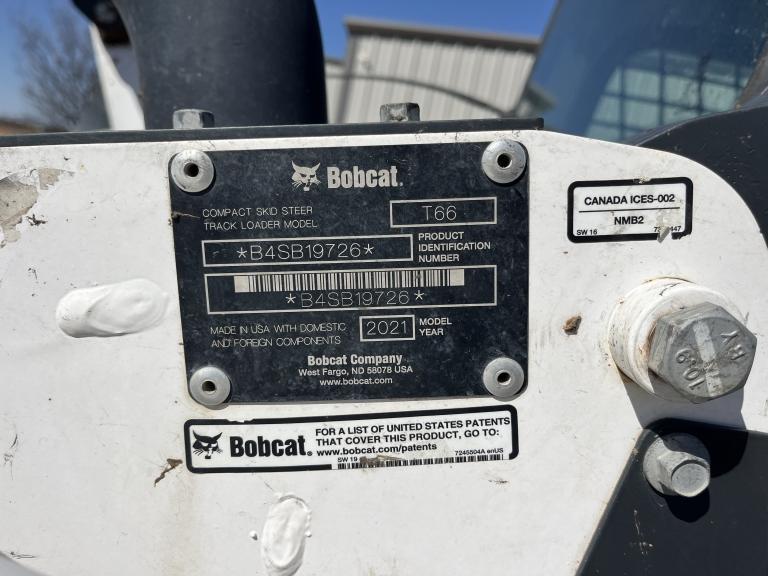 Bobcat.
COMPACT SKID STEER
TRACK LOADER MODEL
T66
*B4SB19726*
PRODUCT
IDENTIFICATION
NUMBER
*B4SB19726*
MADE IN USA WITH DOMESTIC
AND FOREIGN COMPONENTS
2021
MODEL
YEAR
Bobcat Company
West Fargo, ND 58078 USA
www.bobcat.com
CANADA ICES-002
NMB2
SW 16
Bobcat.
FOR A LIST OF UNITED STATES PATENTS
THAT COVER THIS PRODUCT, GO TO:
www.bobcat.com/patents
SW 19
7245504A enUS
10.9